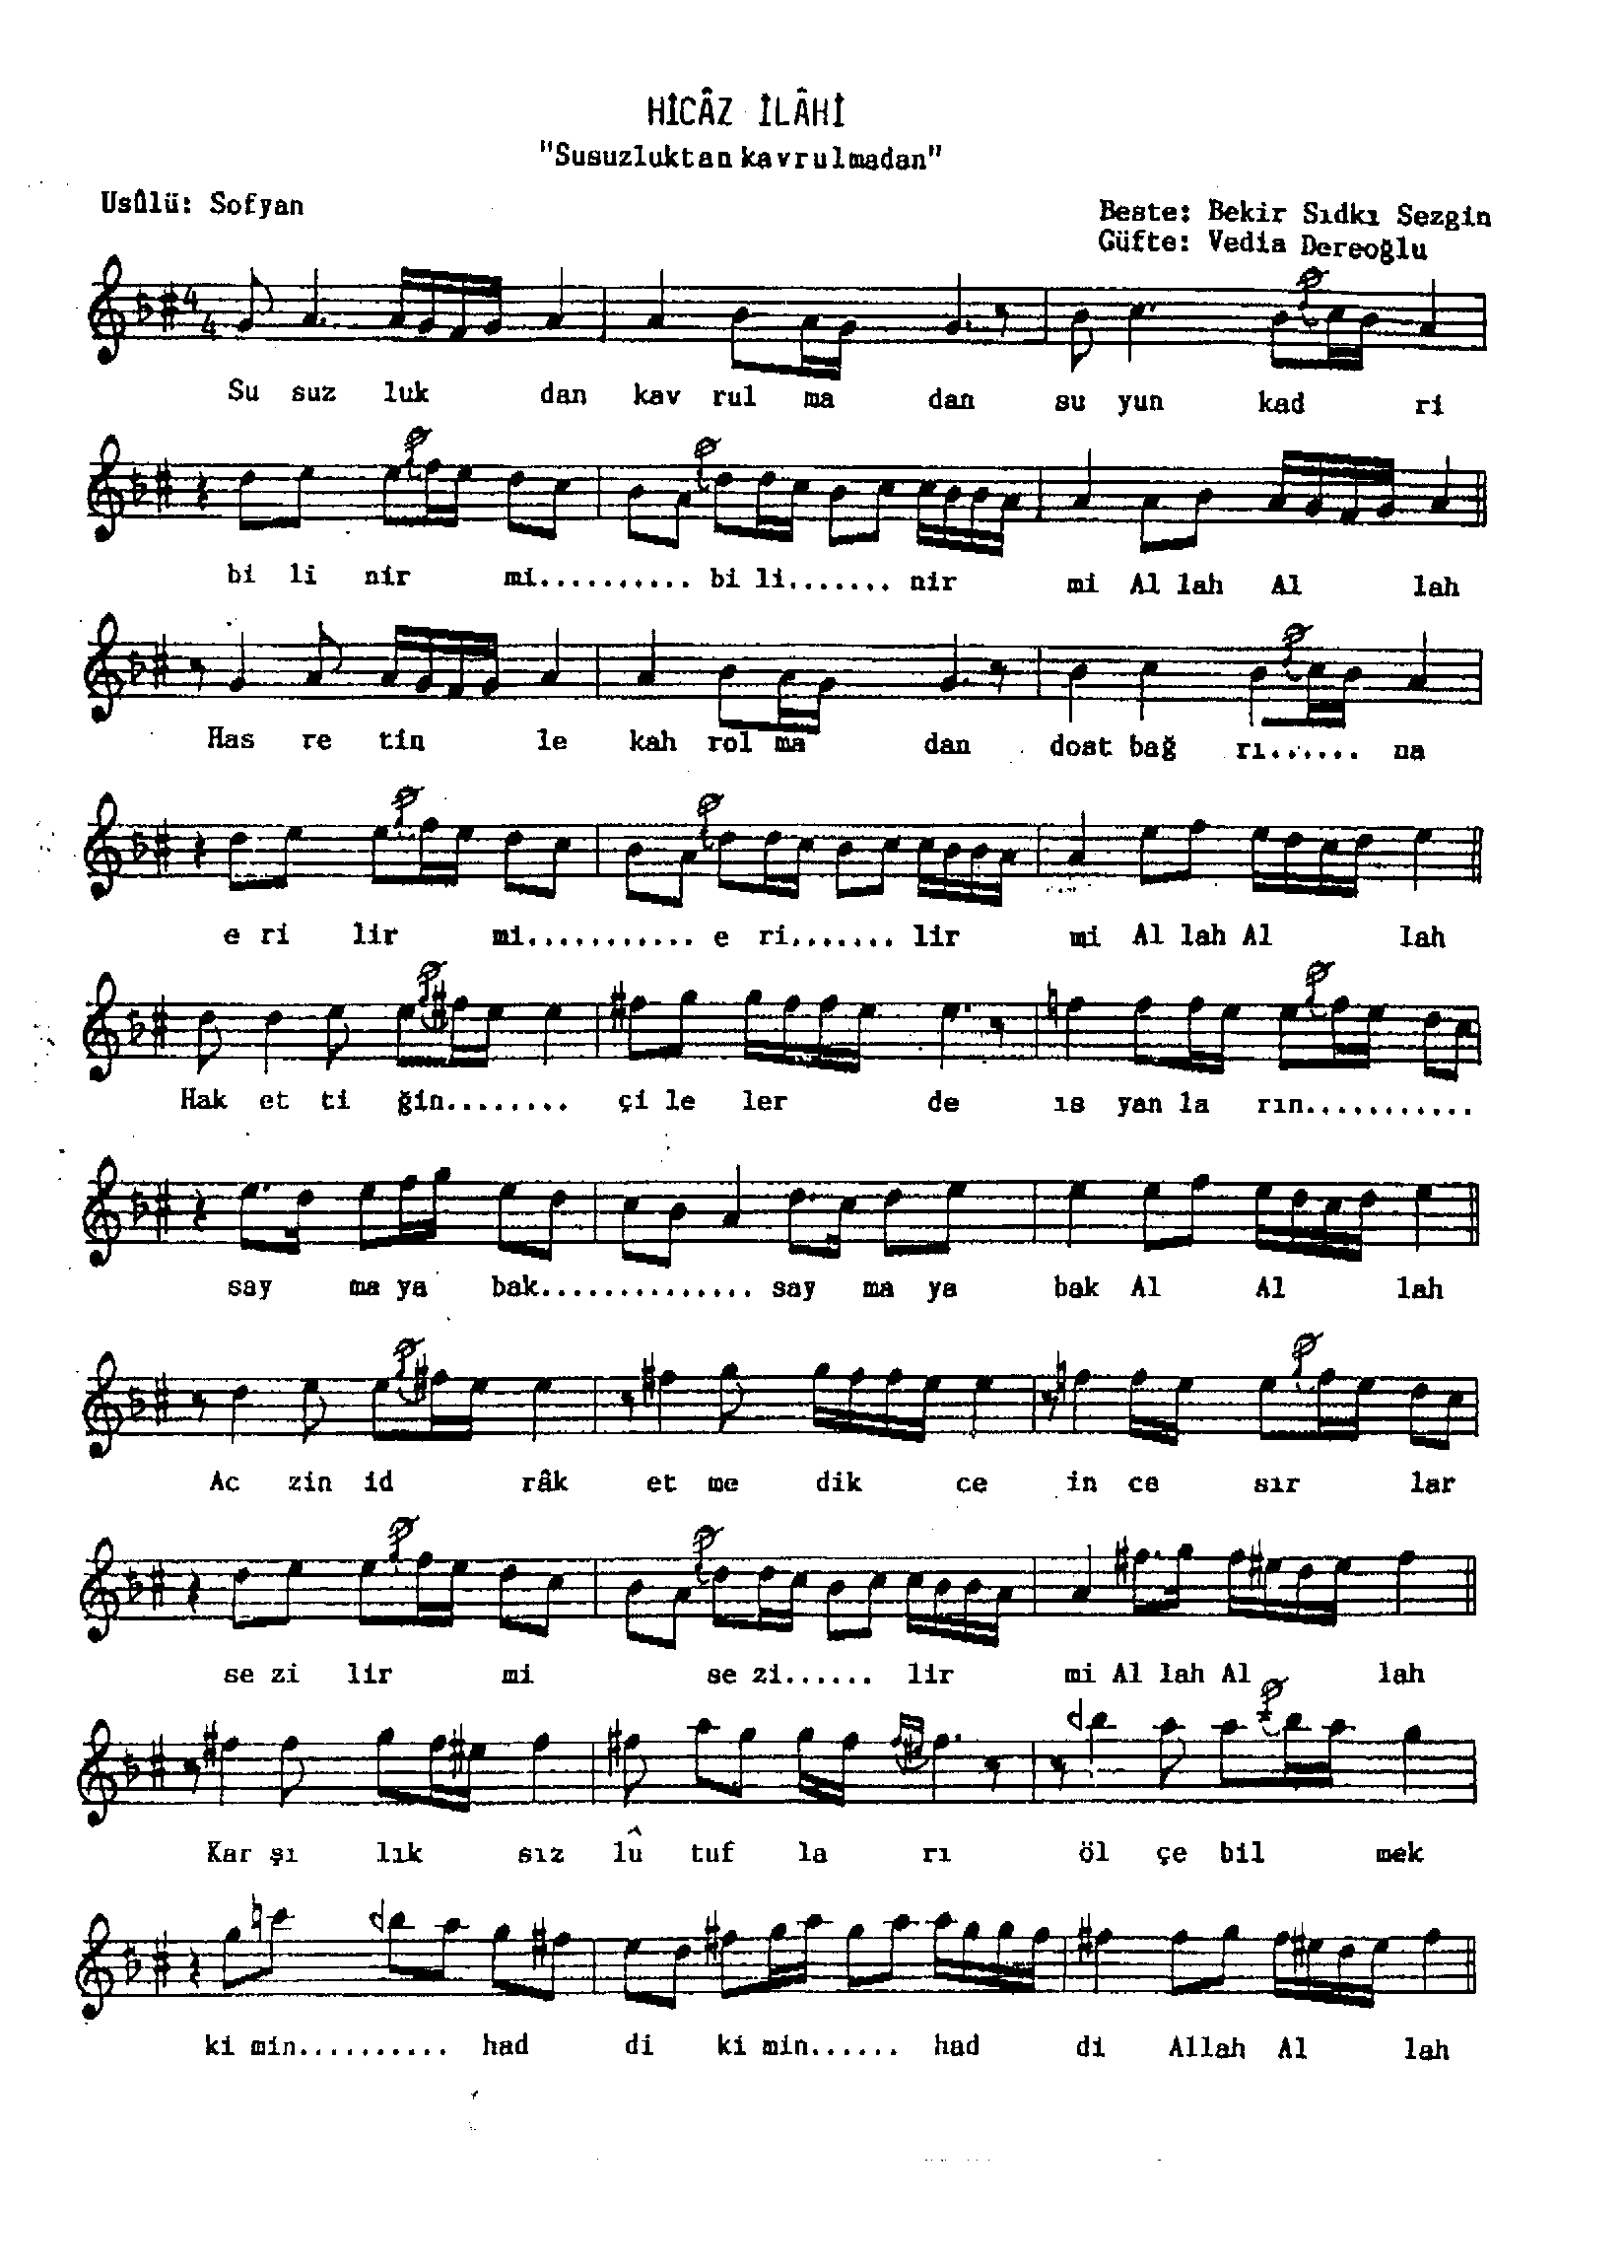 HİCÂZ İLÂHİ
"Susuzluktan kavrulmadan"
Usûlü: Sofyan
Beste: Bekir Sıdkı Sezgin
Güfte: Vedia Dereoğlu
4
4
Su suz luk dan kav rul ma dan su yun kad ri
bi li nir mi.......... bi li....... nir mi Al lah Al lah
Has re tin le kah rol ma dan dost bağ rı...... na
e ri lir mi........... e ri....... lir mi Al lah Al lah
Hak et ti ğin........ çi le ler de ıs yan la rın...........
say ma ya bak.............. say ma ya bak Al Al lah
Ac zin id râk et me dik ce in ce sır lar
se zi lir mi se zi...... lir mi Al lah Al lah
Kar şı lık sız lû tuf la rı öl çe bil mek
ki min.......... had di ki min...... had di Allah Al lah